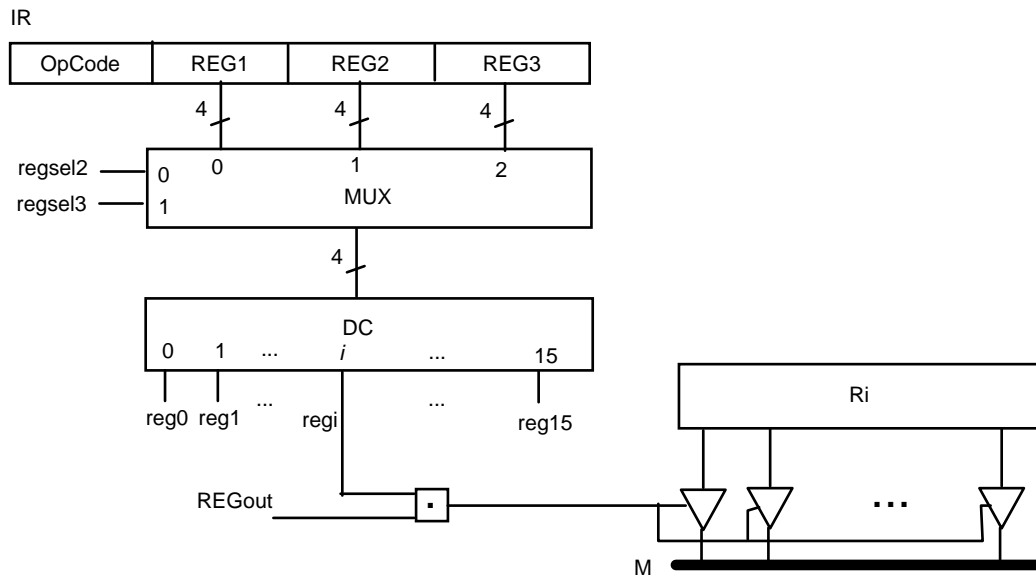 IR
OpCode REG1 REG2 REG3
4 4 4
regsel2 0 0 1 2
regsel3 1 MUX
4
DC
0 1 ... i ... 15
reg0 reg1 ... regi ... reg15
Ri
REGout · ...
M